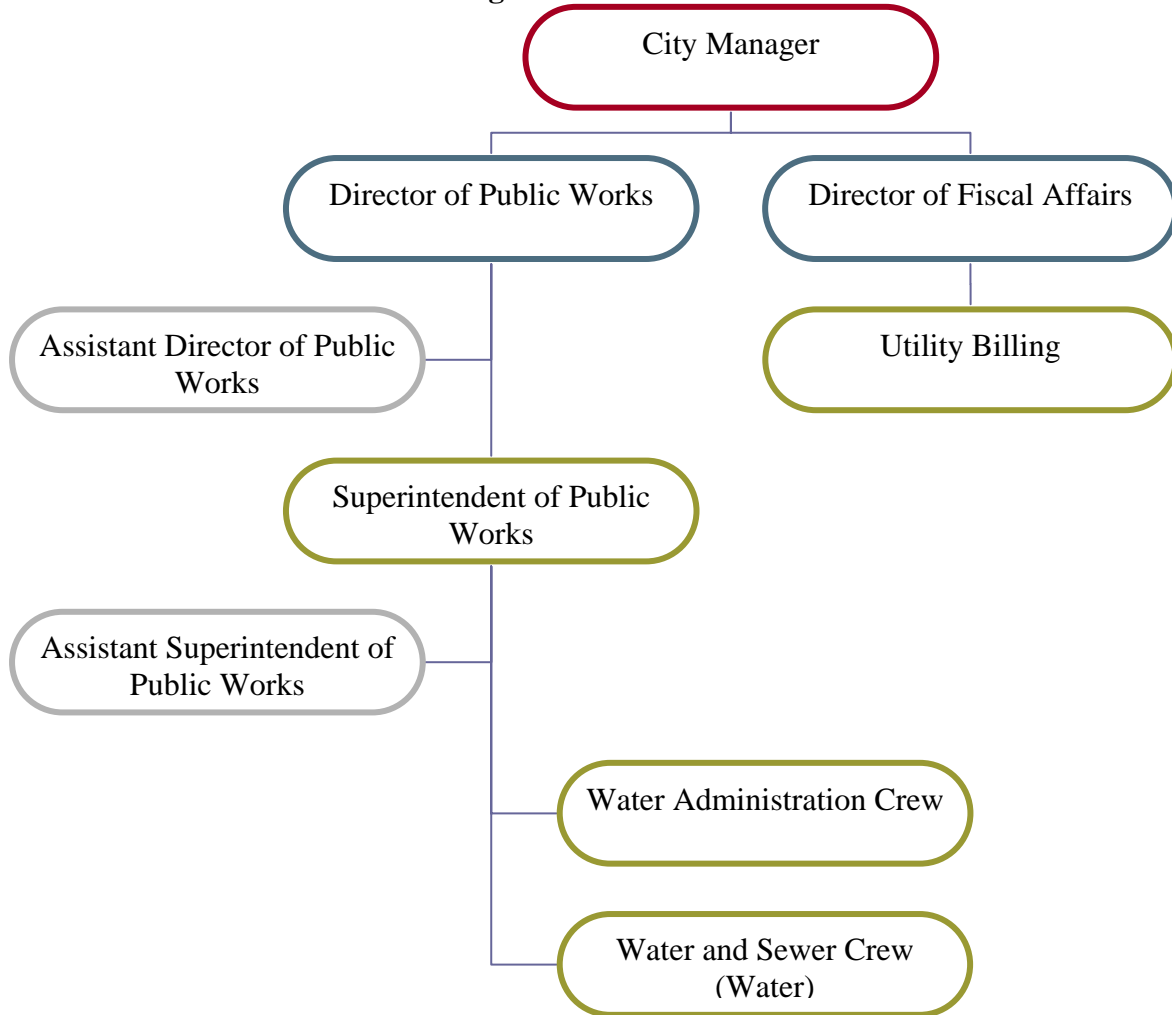 City Manager
Director of Public Works
Director of Fiscal Affairs
Assistant Director of Public
Works
Utility Billing
Superintendent of Public
Works
Assistant Superintendent of
Public Works
Water Administration Crew
Water and Sewer Crew
(Water)